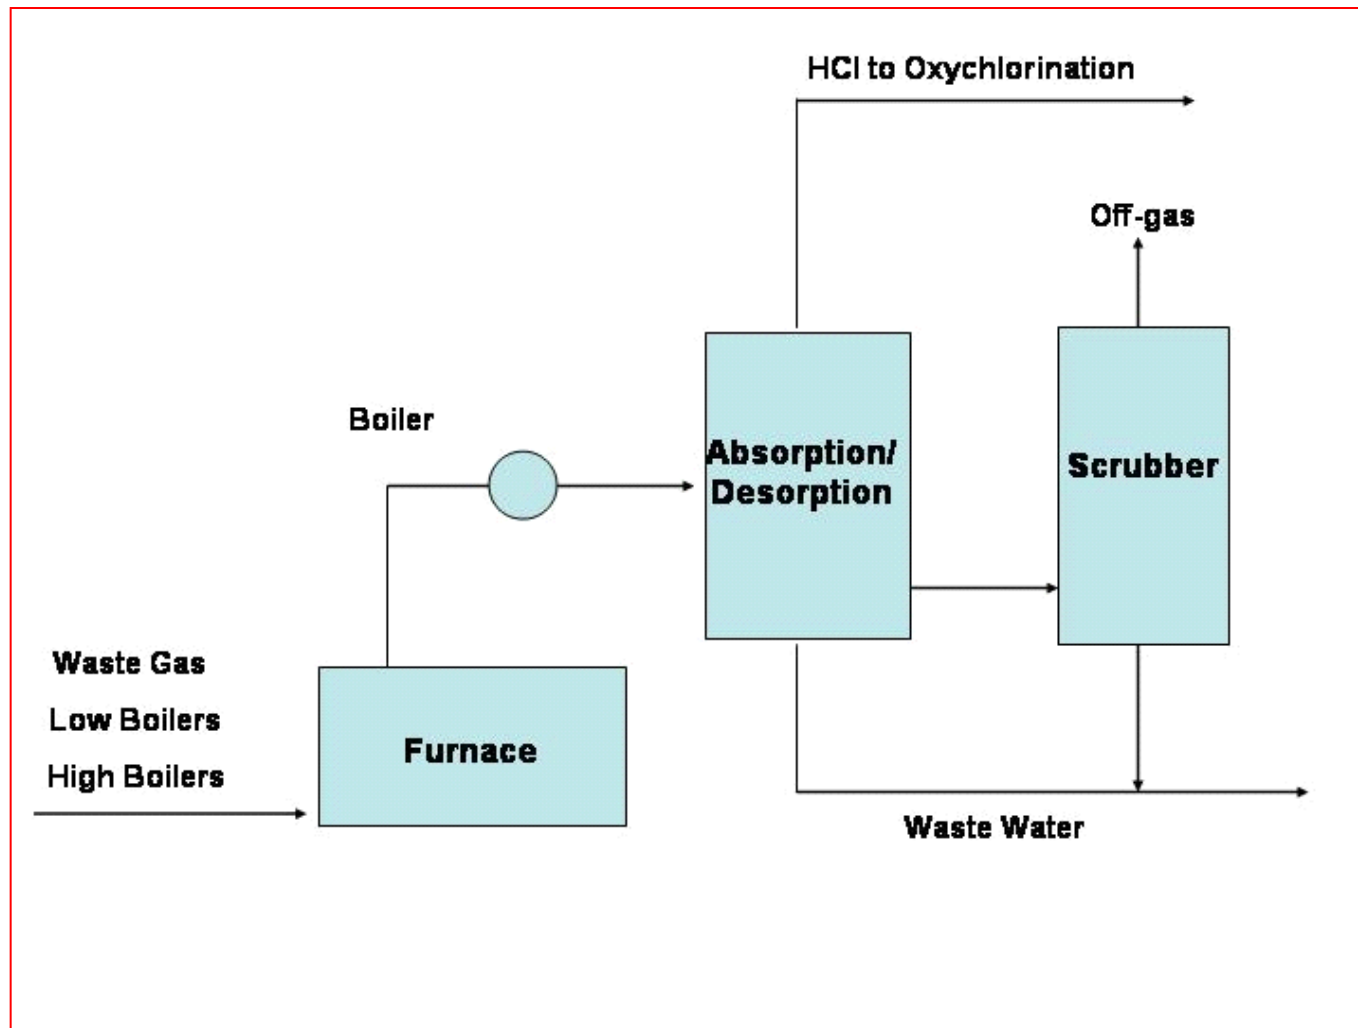 HCl to Oxychlorination
Off-gas
Boiler
Absorption/
Desorption
Scrubber
Waste Gas
Low Boilers
High Boilers
Furnace
Waste Water